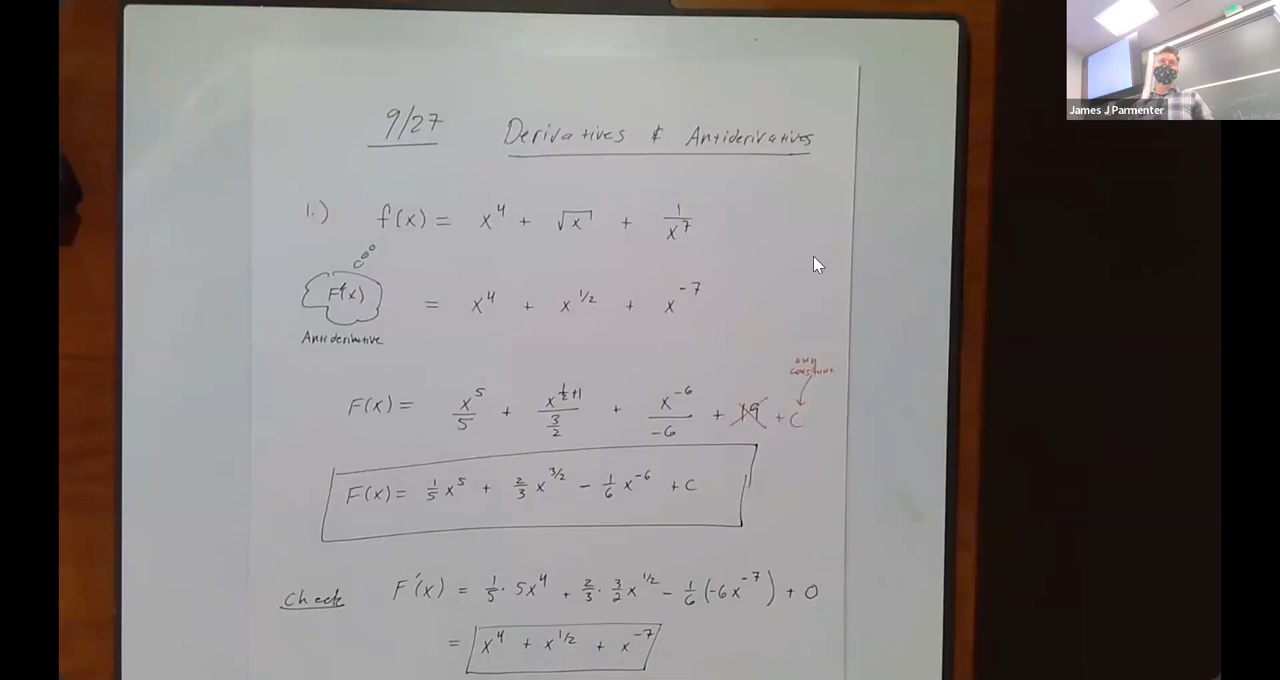 James J Parmenter
9/27 Derivatives & Antiderivatives
1.) f(x) = x^4 + √x + 1/x^7
F(x) = x^4 + x^1/2 + x^-7
Antiderivative
any
constant
F(x) = x^5/5 + x^(1/2+1)/(3/2) + x^-6/-6 + 19 + C
F(x) = 1/5 x^5 + 2/3 x^3/2 - 1/6 x^-6 + C
Check F'(x) = 1/5 · 5x^4 + 2/3 · 3/2 x^1/2 - 1/6 (-6x^-7) + 0
= x^4 + x^1/2 + x^-7